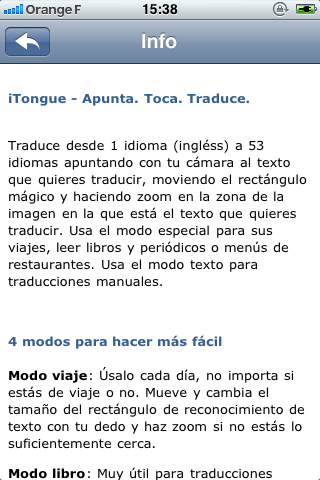 Orange F 15:38
Info
iTongue - Apunta. Toca. Traduce.
Traduce desde 1 idioma (ingléss) a 53
idiomas apuntando con tu cámara al texto
que quieres traducir, moviendo el rectángulo
mágico y haciendo zoom en la zona de la
imagen en la que está el texto que quieres
traducir. Usa el modo especial para sus
viajes, leer libros y periódicos o menús de
restaurantes. Usa el modo texto para
traducciones manuales.
4 modos para hacer más fácil
Modo viaje: Úsalo cada día, no importa si
estás de viaje o no. Mueve y cambia el
tamaño del rectángulo de reconocimiento de
texto con tu dedo y haz zoom si no estás lo
suficientemente cerca.
Modo libro: Muy útil para traducciones